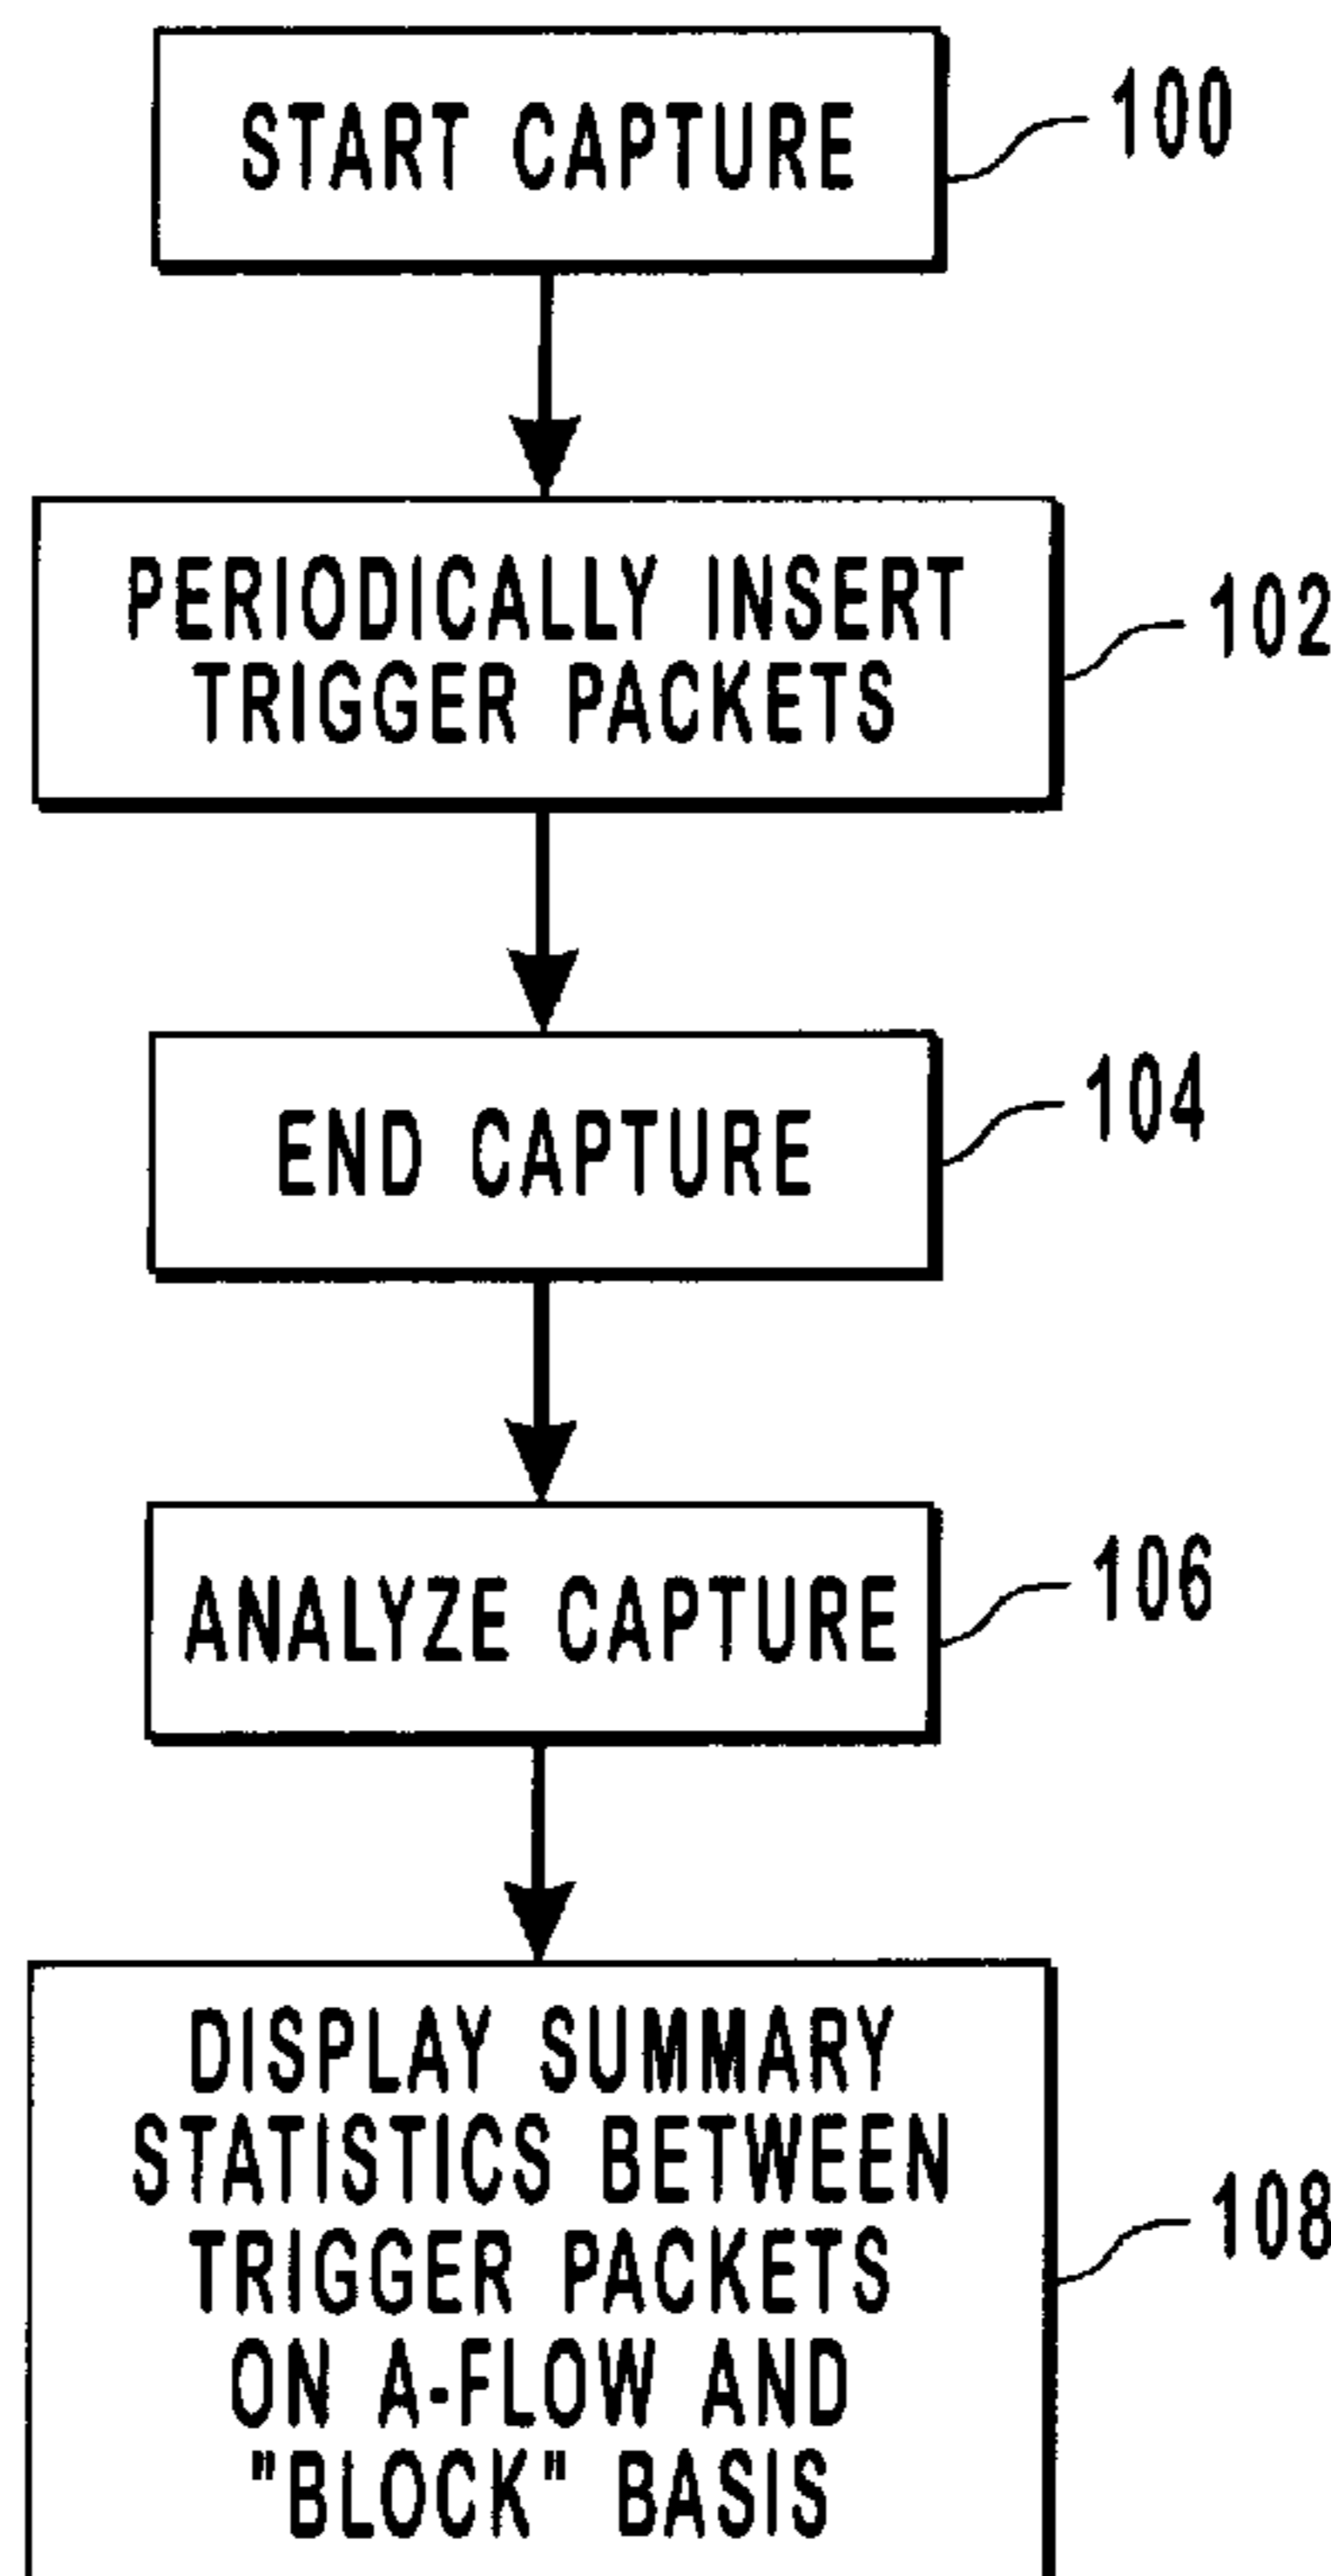 START CAPTURE
100
PERIODICALLY INSERT
TRIGGER PACKETS
102
END CAPTURE
104
ANALYZE CAPTURE
106
DISPLAY SUMMARY
STATISTICS BETWEEN
TRIGGER PACKETS
ON A-FLOW AND
"BLOCK" BASIS
108